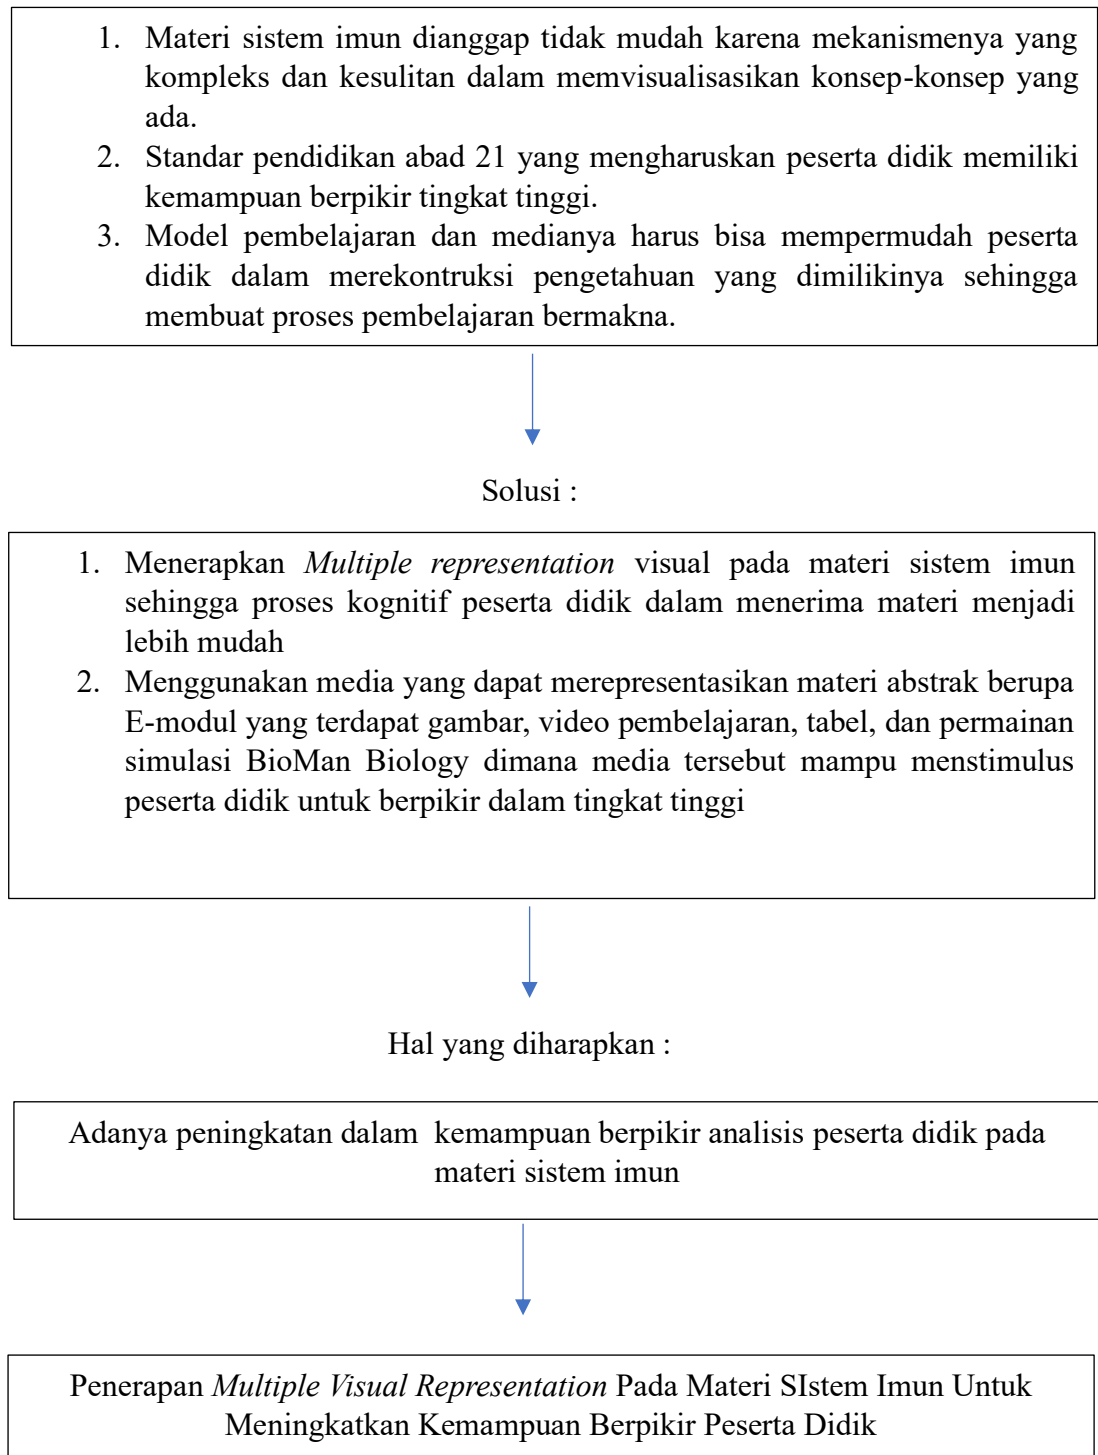 1. Materi sistem imun dianggap tidak mudah karena mekanismenya yang
kompleks dan kesulitan dalam memvisualisasikan konsep-konsep yang
ada.
2. Standar pendidikan abad 21 yang mengharuskan peserta didik memiliki
kemampuan berpikir tingkat tinggi.
3. Model pembelajaran dan medianya harus bisa mempermudah peserta
didik dalam merekontruksi pengetahuan yang dimilikinya sehingga
membuat proses pembelajaran bermakna.
Solusi :
1. Menerapkan Multiple representation visual pada materi sistem imun
sehingga proses kognitif peserta didik dalam menerima materi menjadi
lebih mudah
2. Menggunakan media yang dapat merepresentasikan materi abstrak berupa
E-modul yang terdapat gambar, video pembelajaran, tabel, dan permainan
simulasi BioMan Biology dimana media tersebut mampu menstimulus
peserta didik untuk berpikir dalam tingkat tinggi
Hal yang diharapkan :
Adanya peningkatan dalam kemampuan berpikir analisis peserta didik pada
materi sistem imun
Penerapan Multiple Visual Representation Pada Materi SIstem Imun Untuk
Meningkatkan Kemampuan Berpikir Peserta Didik